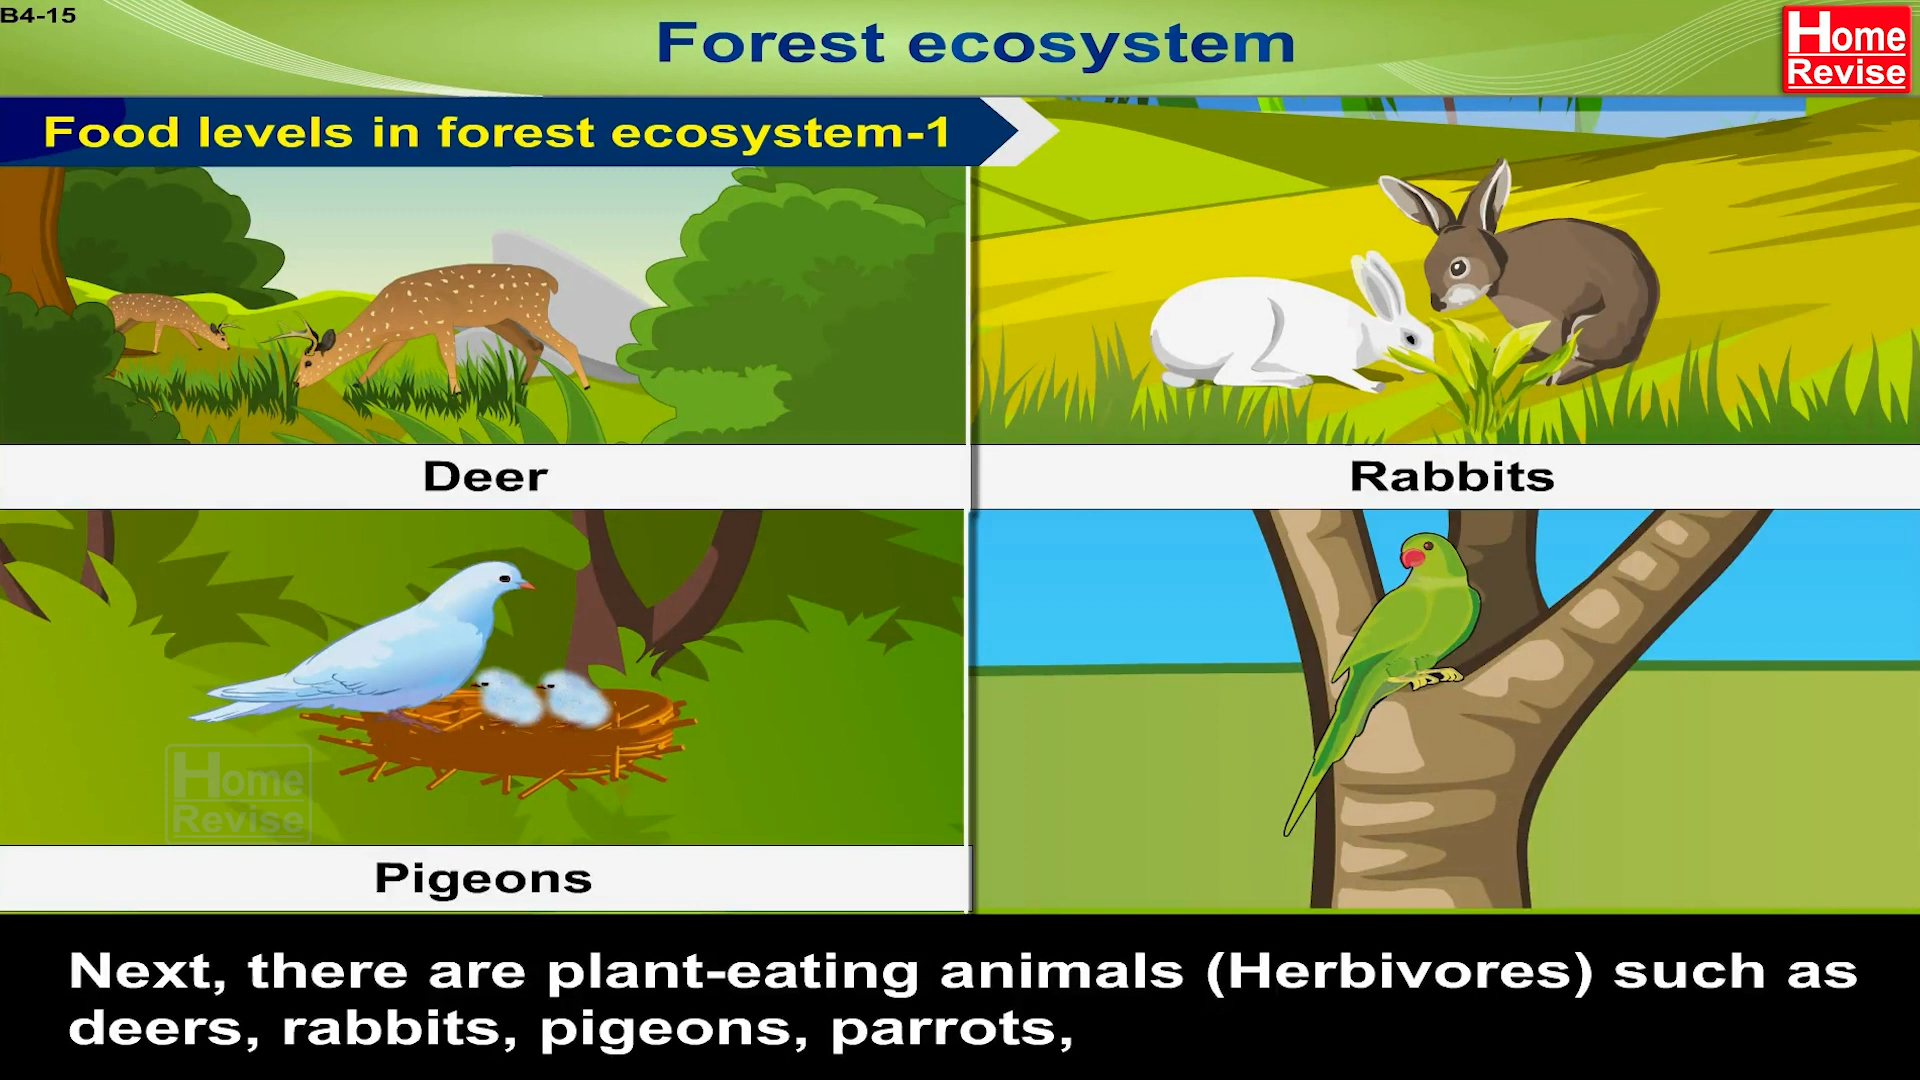 B4-15
Forest ecosystem
Home
Revise
Food levels in forest ecosystem-1
Deer
Rabbits
Home
Revise
Pigeons
Next, there are plant-eating animals (Herbivores) such as
deers, rabbits, pigeons, parrots,